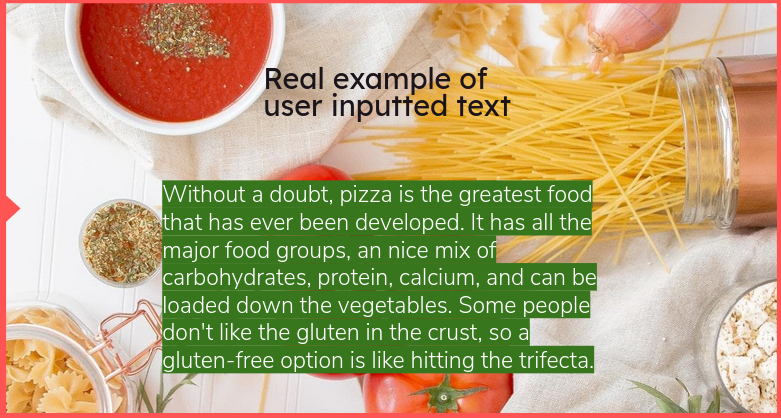 Real example of
user inputted text
Without a doubt, pizza is the greatest food
that has ever been developed. It has all the
major food groups, an nice mix of
carbohydrates, protein, calcium, and can be
loaded down the vegetables. Some people
don't like the gluten in the crust, so a
gluten-free option is like hitting the trifecta.